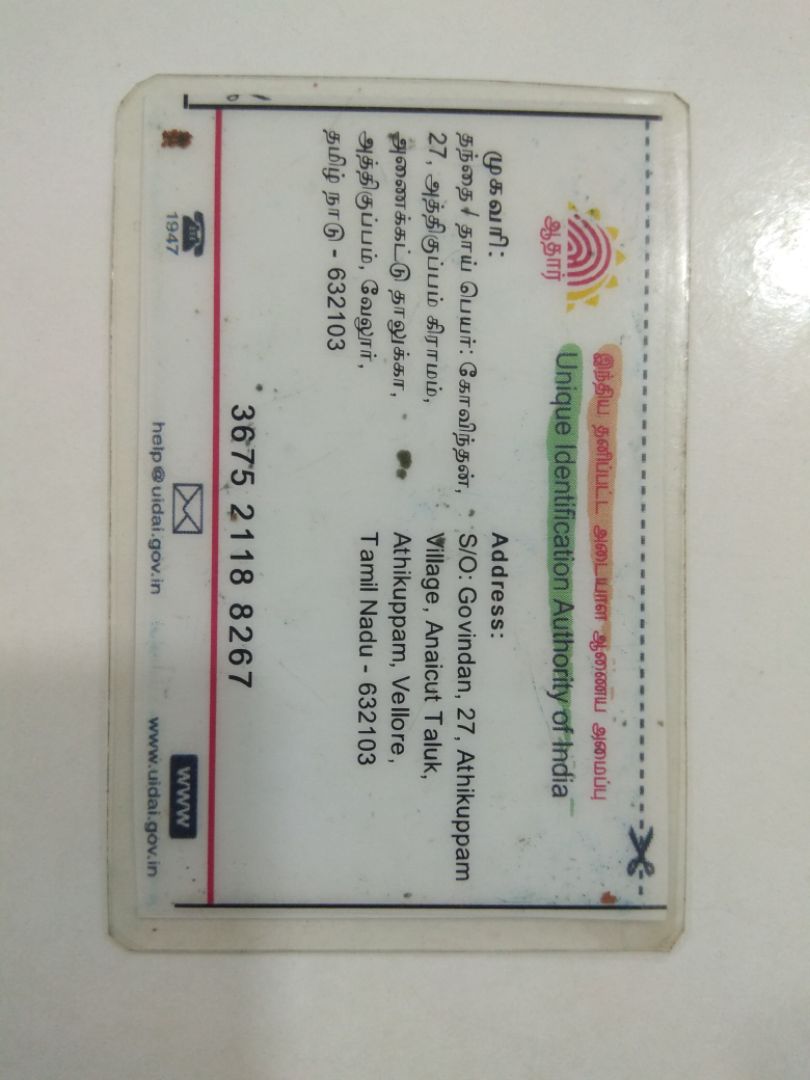 ஆதார்
இந்திய தனிப்பட்ட அடையாள ஆணைய அமைப்பு
Unique Identification Authority of India
முகவரி:
தந்தை / தாய் பெயர்: கோவிந்தன்,
27, அத்திகுப்பம் கிராமம்,
அணைக்கட்டு தாலுக்கா,
அத்திகுப்பம், வேலூர்,
தமிழ் நாடு - 632103
Address:
S/O: Govindan, 27, Athikuppam
Village, Anaicut Taluk,
Athikuppam, Vellore,
Tamil Nadu - 632103
3675 2118 8267
1947
help@uidai.gov.in
www
www.uidai.gov.in